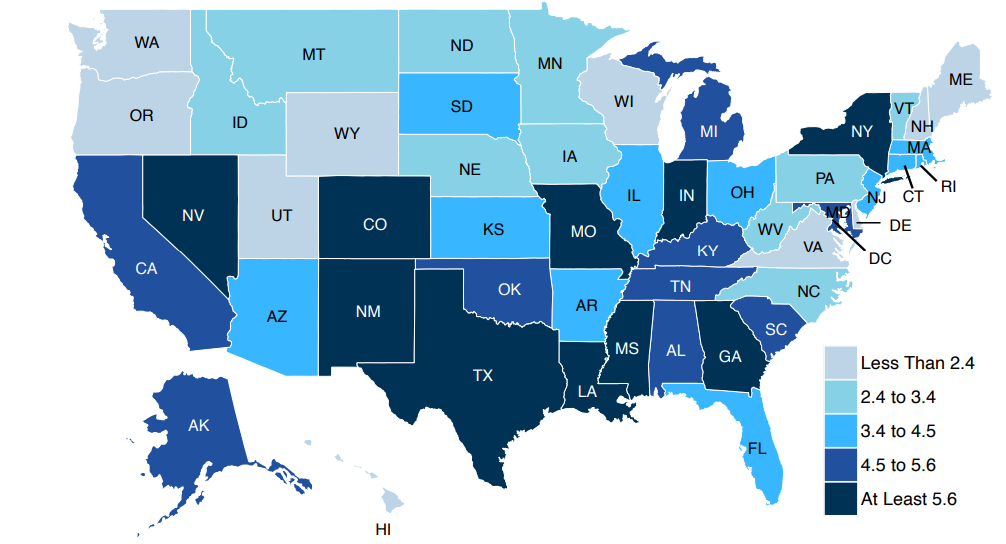 WA
MT
ND
MN
OR
ID
SD
WI
MI
WY
ME
VT
NH
NY
MA
RI
CT
NE
IA
PA
NJ
NV
UT
CO
KS
IL
IN
OH
MO
WV
MD
DE
VA
DC
CA
KY
AZ
NM
OK
AR
TN
NC
SC
MS
AL
GA
TX
LA
FL
AK
HI
Less Than 2.4
2.4 to 3.4
3.4 to 4.5
4.5 to 5.6
At Least 5.6